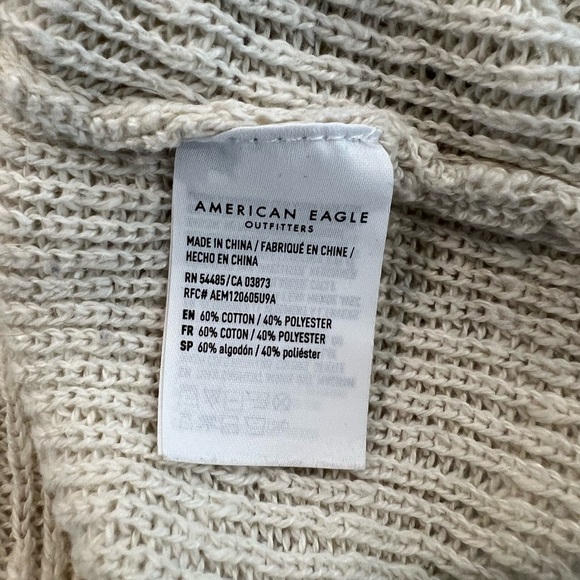 AMERICAN EAGLE
OUTFITTERS
MADE IN CHINA / FABRIQUÉ EN CHINE /
HECHO EN CHINA
RN 54485/CA 03873
RFC# AEM120605U9A
EN 60% COTTON / 40% POLYESTER
FR 60% COTON / 40% POLYESTER
SP 60% algodón / 40% poliéster